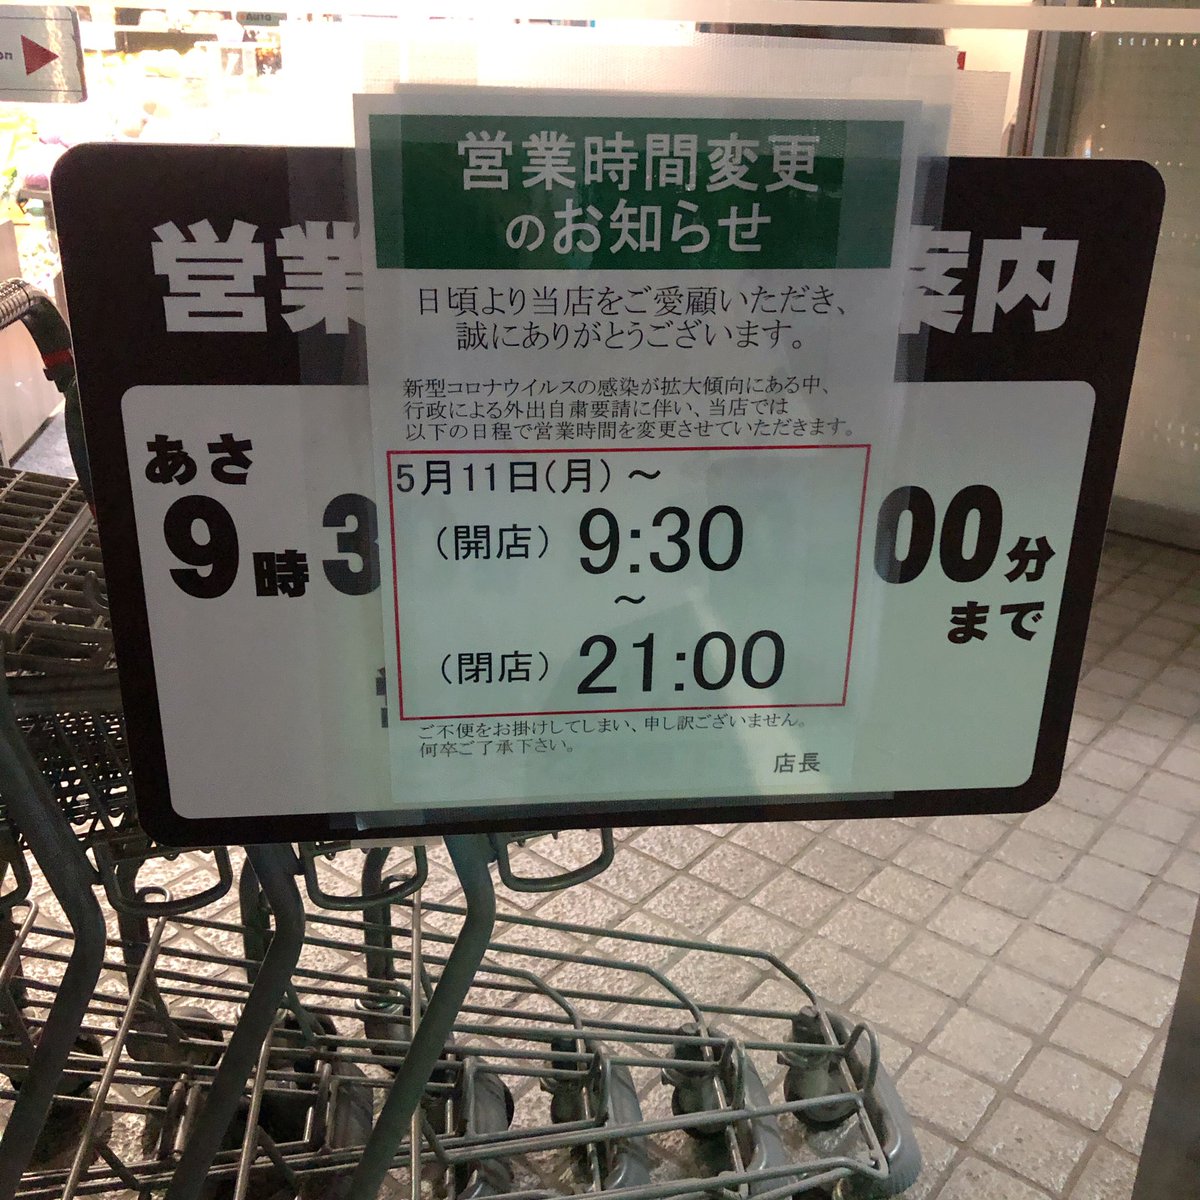 営業時間変更
のお知らせ
日頃より当店をご愛顧いただき、
誠にありがとうございます。
新型コロナウイルスの感染が拡大傾向にある中、
行政による外出自粛要請に伴い、当店では
以下の日程で営業時間を変更させていただきます。
5月11日(月)～
(開店) 9:30
～
(閉店) 21:00
ご不便をお掛けしてしまい、申し訳ございません。
何卒ご了承下さい。
店長
営業
案内
あさ
9時3
00分
まで